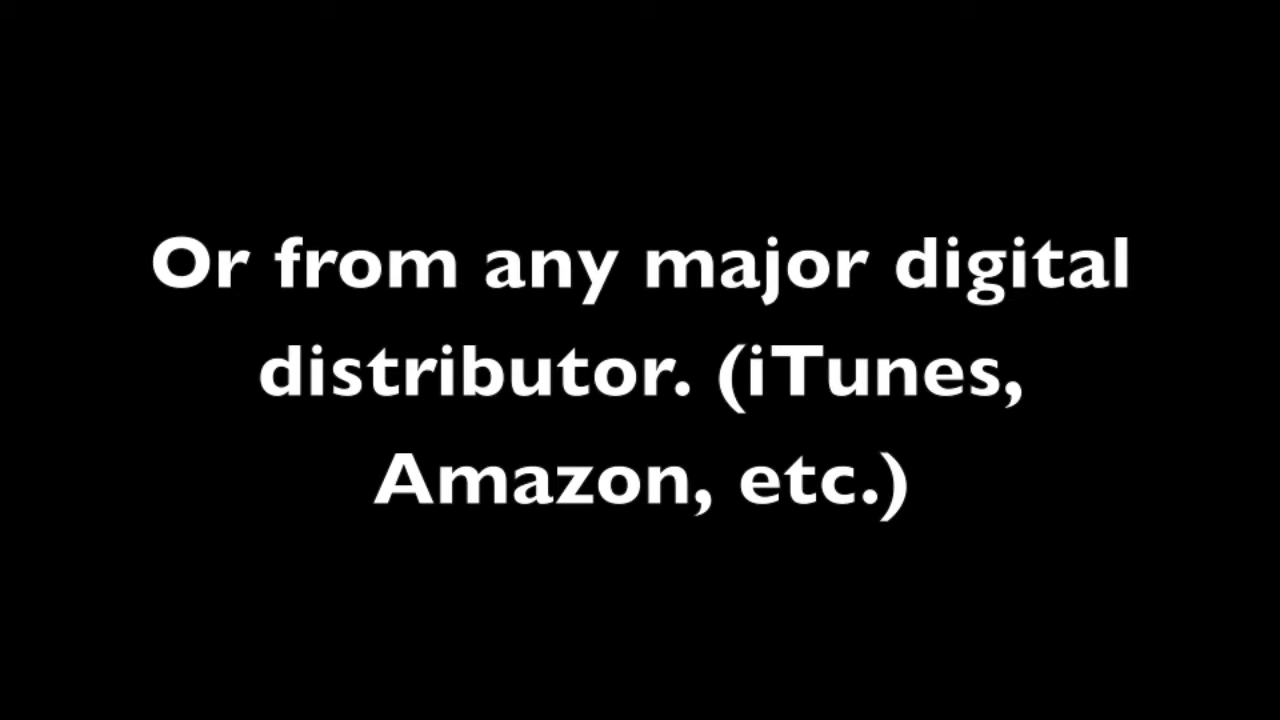 Or from any major digital
distributor. (iTunes,
Amazon, etc.)